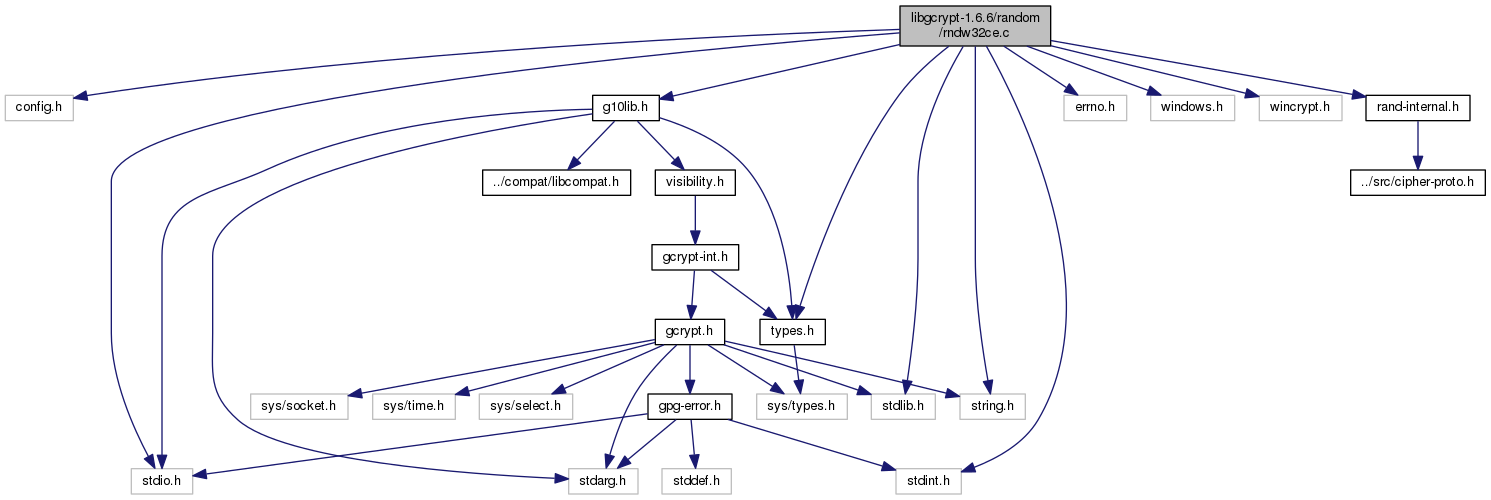 libgcrypt-1.6.6/random
/rndw32ce.c
config.h
g10lib.h
errno.h
windows.h
wincrypt.h
rand-internal.h
../compat/libcompat.h
visibility.h
../src/cipher-proto.h
gcrypt-int.h
gcrypt.h
types.h
sys/socket.h
sys/time.h
sys/select.h
gpg-error.h
sys/types.h
stdlib.h
string.h
stdio.h
stdarg.h
stddef.h
stdint.h